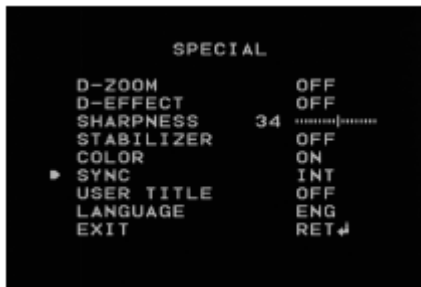 SPECIAL
D-ZOOM OFF
D-EFFECT OFF
SHARPNESS 34
STABILIZER OFF
COLOR ON
SYNC INT
USER TITLE OFF
LANGUAGE ENG
EXIT RET↲